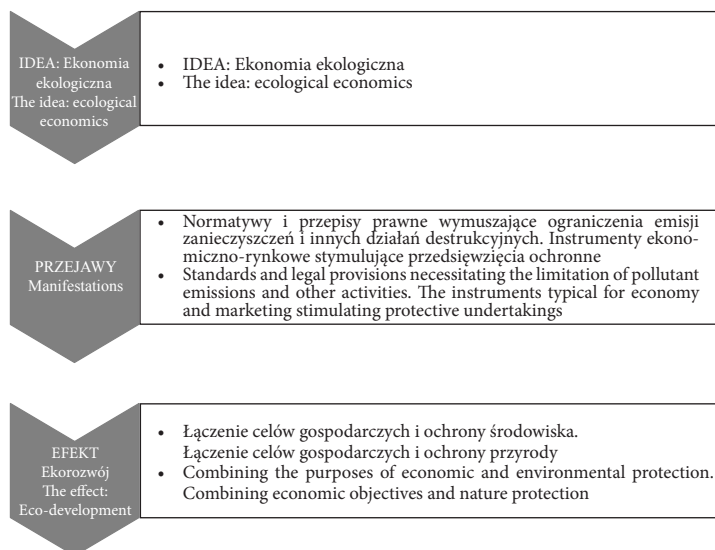 IDEA: Ekonomia
ekologiczna
The idea: ecological
economics
• IDEA: Ekonomia ekologiczna
• The idea: ecological economics
PRZEJAWY
Manifestations
• Normatywy i przepisy prawne wymuszające ograniczenia emisji
zanieczyszczeń i innych działań destrukcyjnych. Instrumenty ekono-
miczno-rynkowe stymulujące przedsięwzięcia ochronne
• Standards and legal provisions necessitating the limitation of pollutant
emissions and other activities. The instruments typical for economy
and marketing stimulating protective undertakings
EFEKT
Ekorozwój
The effect:
Eco-development
• Łączenie celów gospodarczych i ochrony środowiska.
Łączenie celów gospodarczych i ochrony przyrody
• Combining the purposes of economic and environmental protection.
Combining economic objectives and nature protection